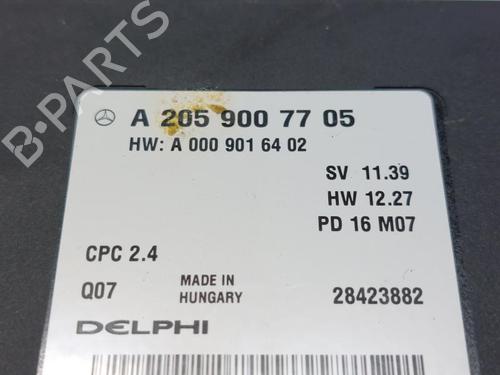 A 205 900 77 05
HW: A 000 901 64 02
SV 11.39
HW 12.27
PD 16 M07
CPC 2.4
Q07
MADE IN
HUNGARY
28423882
DELPHI
B-PARTS